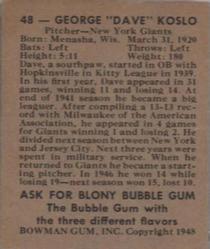 48 — GEORGE "DAVE" KOSLO
Pitcher—New York Giants
Born: Menasha, Wis. March 31, 1920
Bats: Left Throws: Left
Height: 5:11 Weight: 180
Dave, a southpaw, started in OB with
Hopkinsville in Kitty League in 1939.
In his first year, Dave appeared in 31
games, winning 11 and losing 14. At
end of 1941 season he became a big
leaguer. After compiling a 15-13 record
with Milwaukee of the American
Association, he appeared in 4 games
for Giants winning 1 and losing 2. He
divided next season between New York
and Jersey City. Next three years spent
in military service. When he
returned to Giants he became a start-
ing pitcher. In 1946 he won 14 while
losing 19—next season won 15, lost 10.
ASK FOR BLONY BUBBLE GUM
The Bubble Gum with
the three different flavors
BOWMAN GUM, INC. Copyright 1948